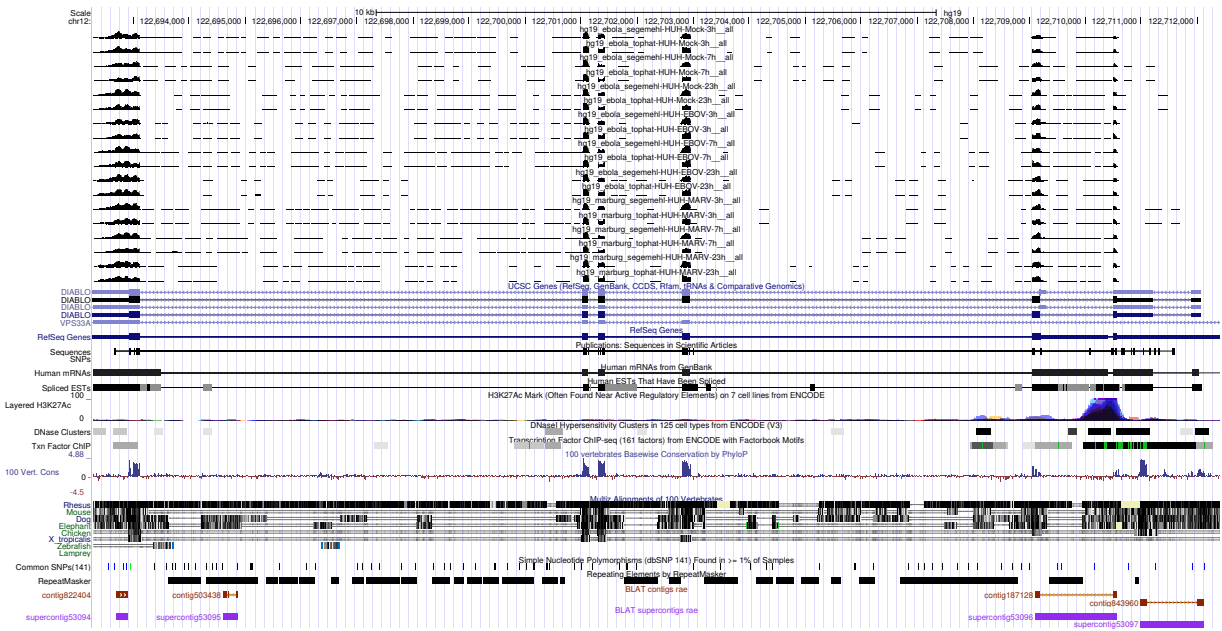 Scale 10 kb hg19
chr12: 122,694,000 122,695,000 122,696,000 122,697,000 122,698,000 122,699,000 122,700,000 122,701,000 122,702,000 122,703,000 122,704,000 122,705,000 122,706,000 122,707,000 122,708,000 122,709,000 122,710,000 122,711,000 122,712,000
hg19_ebola_segemehl-HUH-Mock-3h__all
hg19_ebola_tophat-HUH-Mock-3h__all
hg19_ebola_segemehl-HUH-Mock-7h__all
hg19_ebola_tophat-HUH-Mock-7h__all
hg19_ebola_segemehl-HUH-Mock-23h__all
hg19_ebola_tophat-HUH-Mock-23h__all
hg19_ebola_segemehl-HUH-EBOV-3h__all
hg19_ebola_tophat-HUH-EBOV-3h__all
hg19_ebola_segemehl-HUH-EBOV-7h__all
hg19_ebola_tophat-HUH-EBOV-7h__all
hg19_ebola_segemehl-HUH-EBOV-23h__all
hg19_ebola_tophat-HUH-EBOV-23h__all
hg19_marburg_segemehl-HUH-MARV-3h__all
hg19_marburg_tophat-HUH-MARV-3h__all
hg19_marburg_segemehl-HUH-MARV-7h__all
hg19_marburg_tophat-HUH-MARV-7h__all
hg19_marburg_segemehl-HUH-MARV-23h__all
hg19_marburg_tophat-HUH-MARV-23h__all
UCSC Genes (RefSeq, GenBank, CCDS, Rfam, tRNAs & Comparative Genomics)
DIABLO
DIABLO
DIABLO
DIABLO
VPS33A
RefSeq Genes
RefSeq Genes
Publications: Sequences in Scientific Articles
Sequences
SNPs
Human mRNAs from GenBank
Human mRNAs
Human ESTs That Have Been Spliced
Spliced ESTs
H3K27Ac Mark (Often Found Near Active Regulatory Elements) on 7 cell lines from ENCODE
100 _
Layered H3K27Ac
0 _
DNaseI Hypersensitivity Clusters in 125 cell types from ENCODE (V3)
DNase Clusters
Transcription Factor ChIP-seq (161 factors) from ENCODE with Factorbook Motifs
Txn Factor ChIP
100 vertebrates Basewise Conservation by PhyloP
4.88 _
100 Vert. Cons
0 -
-4.5 _
Multiz Alignments of 100 Vertebrates
Rhesus
Mouse
Dog
Elephant
Chicken
X_tropicalis
Zebrafish
Lamprey
Simple Nucleotide Polymorphisms (dbSNP 141) Found in >= 1% of Samples
Common SNPs(141)
Repeating Elements by RepeatMasker
RepeatMasker
BLAT contigs rae
contig822404 contig503438 contig187128
contig843960
BLAT supercontigs rae
supercontig53094 supercontig53095 supercontig53096
supercontig53097